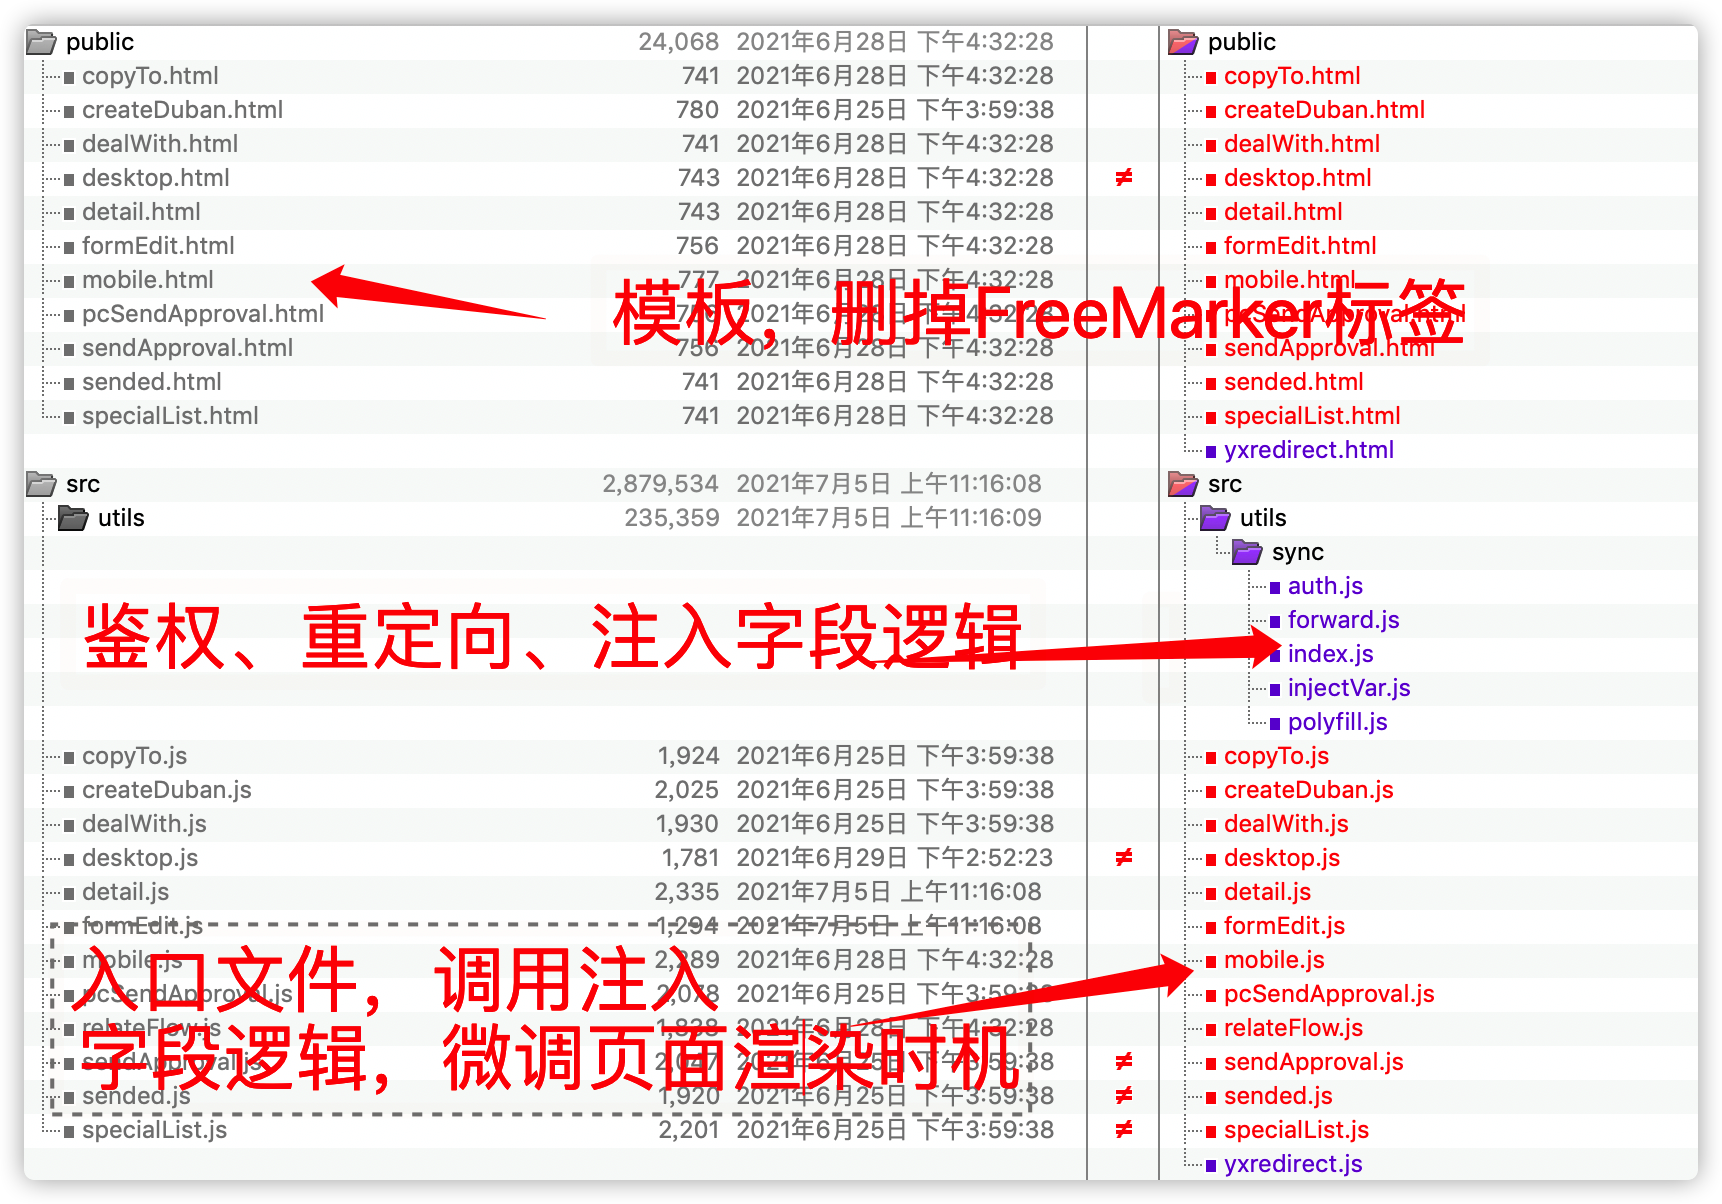 public 24,068 2021年6月28日 下午4:32:28 public
copyTo.html 741 2021年6月28日 下午4:32:28 copyTo.html
createDuban.html 780 2021年6月25日 下午3:59:38 createDuban.html
dealWith.html 741 2021年6月28日 下午4:32:28 dealWith.html
desktop.html 743 2021年6月28日 下午4:32:28 ≠ desktop.html
detail.html 743 2021年6月28日 下午4:32:28 detail.html
formEdit.html 756 2021年6月28日 下午4:32:28 formEdit.html
mobile.html 777 2021年6月28日 下午4:32:28 mobile.html
模板，删掉FreeMarker标签
pcSendApproval.html 2021年6月28日 下午4:32:28 pcSendApproval.html
sendApproval.html 756 2021年6月28日 下午4:32:28 sendApproval.html
sended.html 741 2021年6月28日 下午4:32:28 sended.html
specialList.html 741 2021年6月28日 下午4:32:28 specialList.html
yxredirect.html
src 2,879,534 2021年7月5日 上午11:16:08 src
utils 235,359 2021年7月5日 上午11:16:09 utils
sync
auth.js
forward.js
鉴权、重定向、注入字段逻辑
index.js
injectVar.js
polyfill.js
copyTo.js 1,924 2021年6月25日 下午3:59:38 copyTo.js
createDuban.js 2,025 2021年6月25日 下午3:59:38 createDuban.js
dealWith.js 1,930 2021年6月25日 下午3:59:38 dealWith.js
desktop.js 1,781 2021年6月29日 下午2:52:23 ≠ desktop.js
detail.js 2,335 2021年7月5日 上午11:16:08 detail.js
formEdit.js 1,294 2021年7月5日 上午11:16:08 formEdit.js
mobile.js 2,289 2021年6月28日 下午4:32:28 mobile.js
入口文件，调用注入
pcSendApproval.js 2,078 2021年6月25日 下午3:59:38 pcSendApproval.js
relateFlow.js 1,838 2021年6月28日 下午4:32:28 relateFlow.js
字段逻辑，微调页面渲染时机
sendApproval.js 2,047 2021年6月25日 下午3:59:38 ≠ sendApproval.js
sended.js 1,920 2021年6月25日 下午3:59:38 ≠ sended.js
specialList.js 2,201 2021年6月25日 下午3:59:38 ≠ specialList.js
yxredirect.js